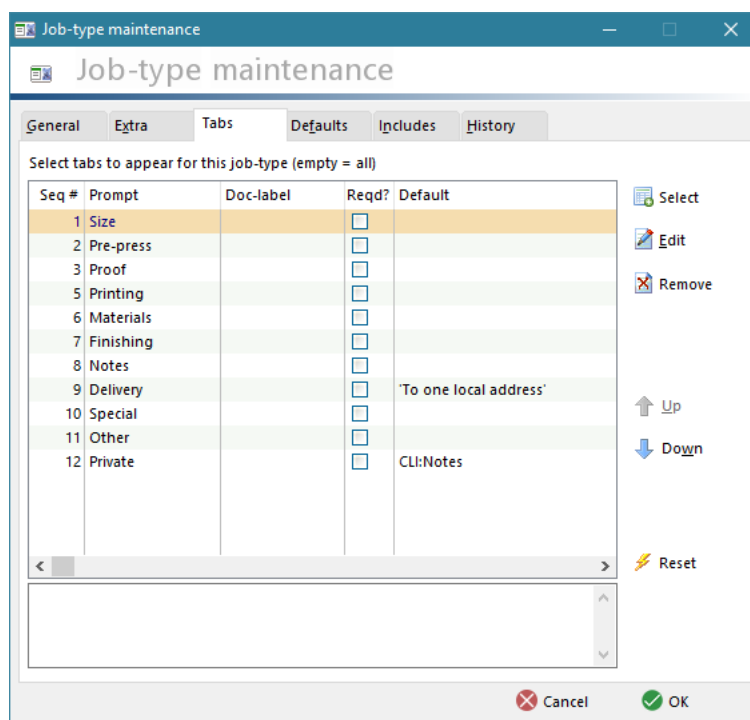 Job-type maintenance
Job-type maintenance
General Extra Tabs Defaults Includes History
Select tabs to appear for this job-type (empty = all)
Seq # Prompt Doc-label Reqd? Default
1 Size
2 Pre-press
3 Proof
5 Printing
6 Materials
7 Finishing
8 Notes
9 Delivery 'To one local address'
10 Special
11 Other
12 Private CLI:Notes
Select
Edit
Remove
Up
Down
Reset
Cancel OK